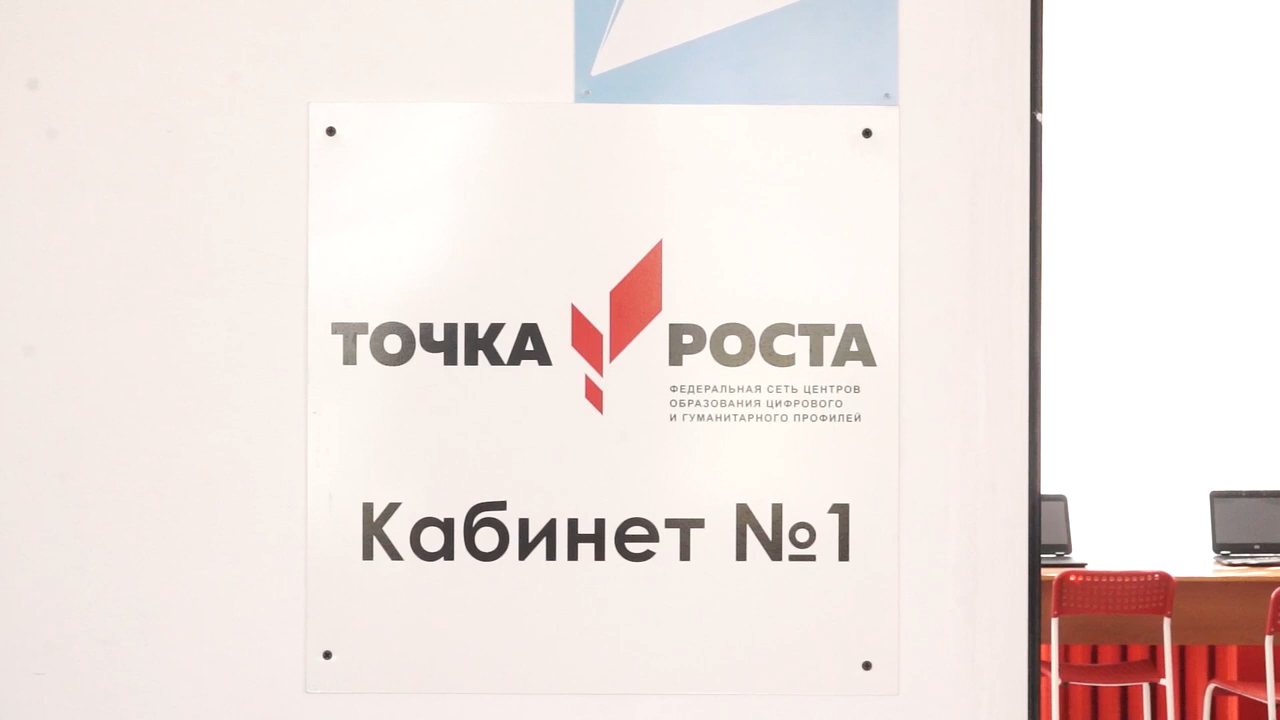 ТОЧКА РОСТА
ФЕДЕРАЛЬНАЯ СЕТЬ ЦЕНТРОВ
ОБРАЗОВАНИЯ ЦИФРОВОГО
И ГУМАНИТАРНОГО ПРОФИЛЕЙ
Кабинет №1